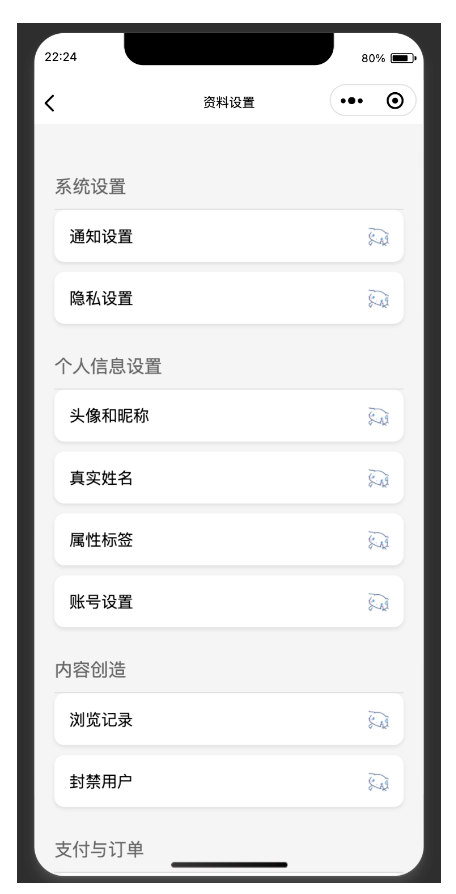 22:24
80%
资料设置
系统设置
通知设置
隐私设置
个人信息设置
头像和昵称
真实姓名
属性标签
账号设置
内容创造
浏览记录
封禁用户
支付与订单